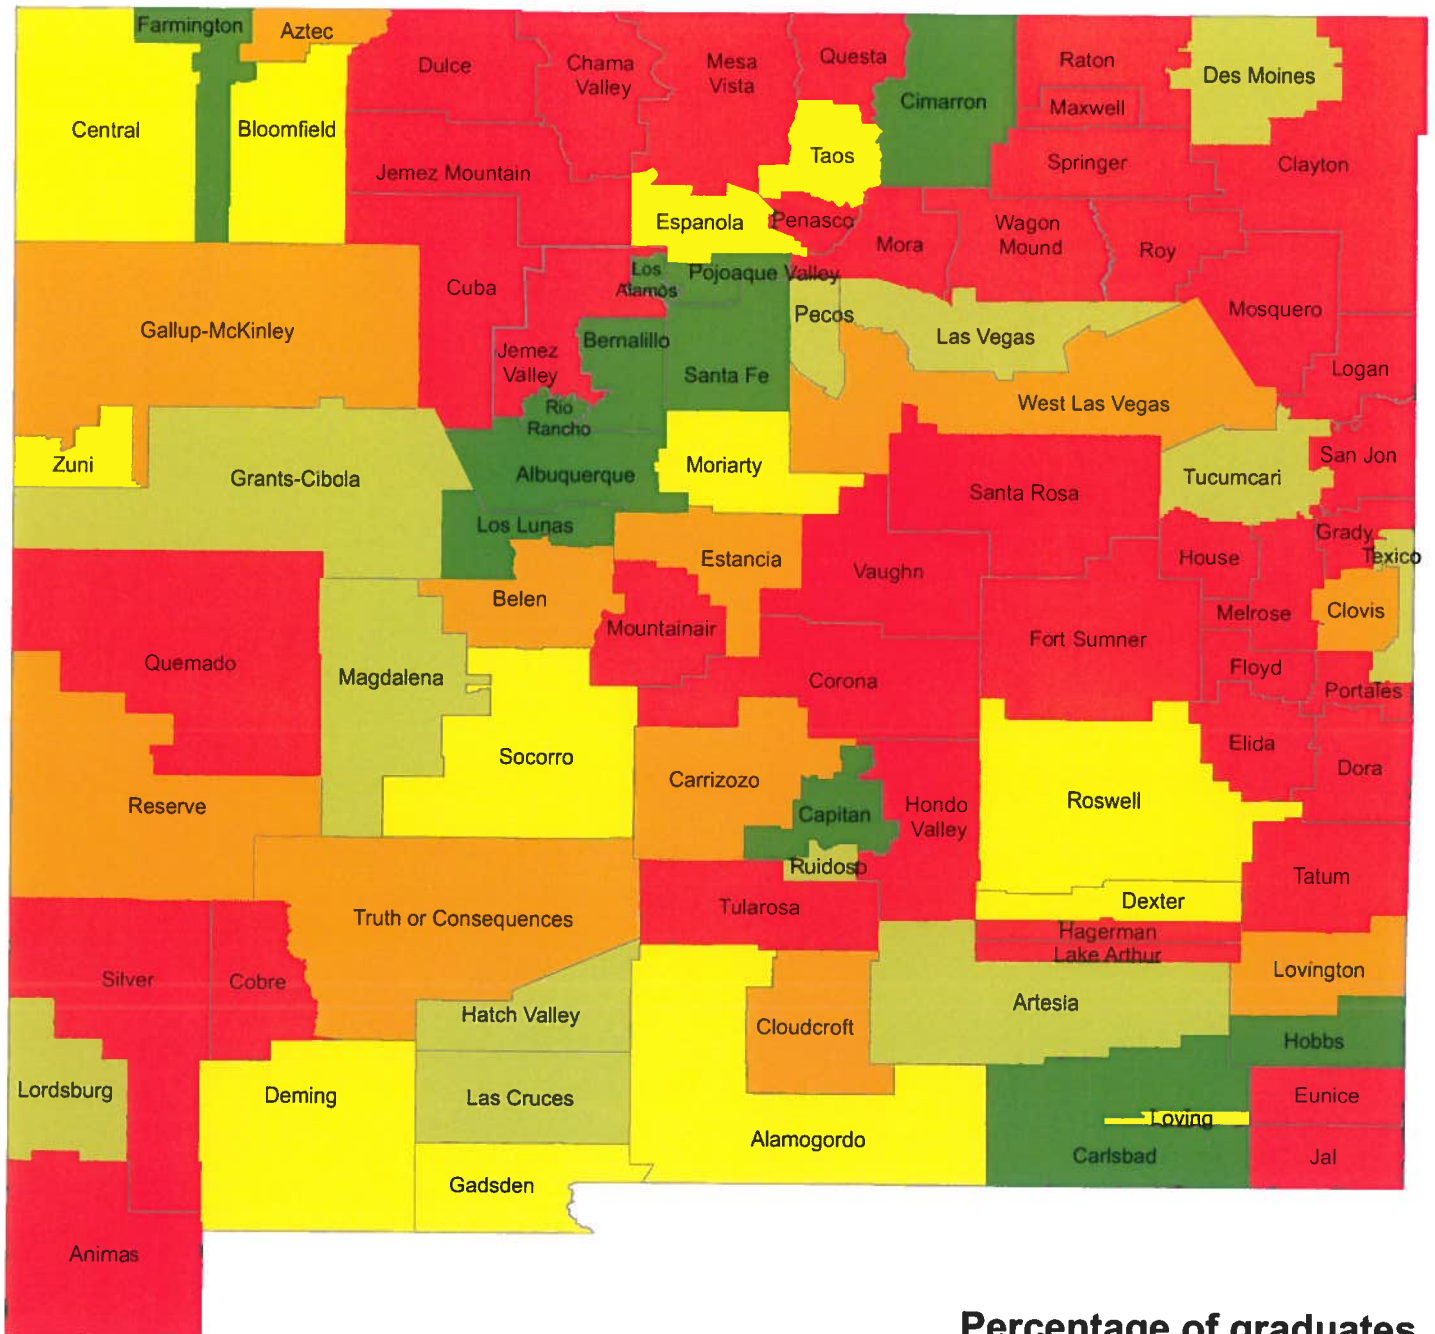 Farmington
Aztec
Dulce
Chama
Valley
Mesa
Vista
Questa
Cimarron
Raton
Maxwell
Des Moines
Central
Bloomfield
Taos
Springer
Clayton
Jemez Mountain
Espanola
Penasco
Mora
Wagon
Mound
Roy
Cuba
Los
Alamos
Pojoaque Valley
Pecos
Las Vegas
Mosquero
Gallup-McKinley
Jemez
Valley
Bernalillo
Santa Fe
Logan
Rio
Rancho
West Las Vegas
Zuni
Grants-Cibola
Albuquerque
Moriarty
Santa Rosa
Tucumcari
San Jon
Los Lunas
Estancia
Vaughn
House
Grady
Texico
Belen
Mountainair
Fort Sumner
Melrose
Clovis
Quemado
Magdalena
Corona
Floyd
Portales
Socorro
Carrizozo
Elida
Dora
Reserve
Capitan
Hondo
Valley
Roswell
Ruidoso
Tatum
Truth or Consequences
Tularosa
Dexter
Hagerman
Lake Arthur
Silver
Cobre
Lovington
Hatch Valley
Cloudcroft
Artesia
Hobbs
Lordsburg
Deming
Las Cruces
Eunice
Loving
Alamogordo
Carlsbad
Jal
Gadsden
Animas
Percentage of graduates